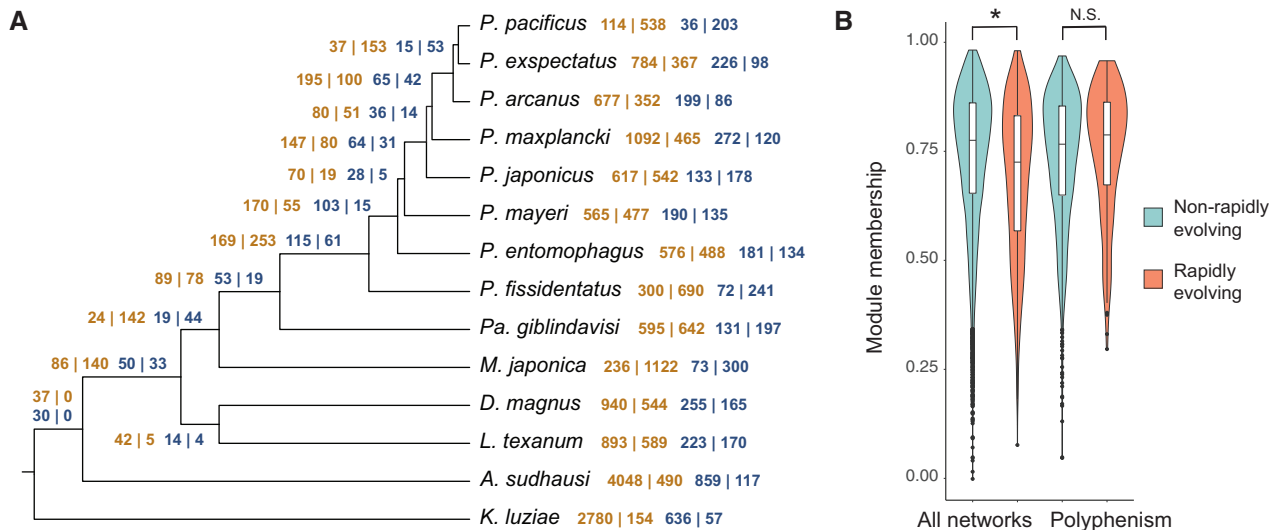 A
P. pacificus 114 | 538 36 | 203
37 | 153 15 | 53
P. exspectatus 784 | 367 226 | 98
195 | 100 65 | 42
P. arcanus 677 | 352 199 | 86
80 | 51 36 | 14
P. maxplancki 1092 | 465 272 | 120
147 | 80 64 | 31
P. japonicus 617 | 542 133 | 178
70 | 19 28 | 5
P. mayeri 565 | 477 190 | 135
170 | 55 103 | 15
P. entomophagus 576 | 488 181 | 134
169 | 253 115 | 61
P. fissidentatus 300 | 690 72 | 241
89 | 78 53 | 19
Pa. giblindavisi 595 | 642 131 | 197
24 | 142 19 | 44
M. japonica 236 | 1122 73 | 300
86 | 140 50 | 33
D. magnus 940 | 544 255 | 165
37 | 0
30 | 0
L. texanum 893 | 589 223 | 170
42 | 5 14 | 4
A. sudhausi 4048 | 490 859 | 117
K. luziae 2780 | 154 636 | 57
B
* N.S.
1.00
0.75
0.50
0.25
0.00
Module membership
All networks Polyphenism
Non-rapidly
evolving
Rapidly
evolving